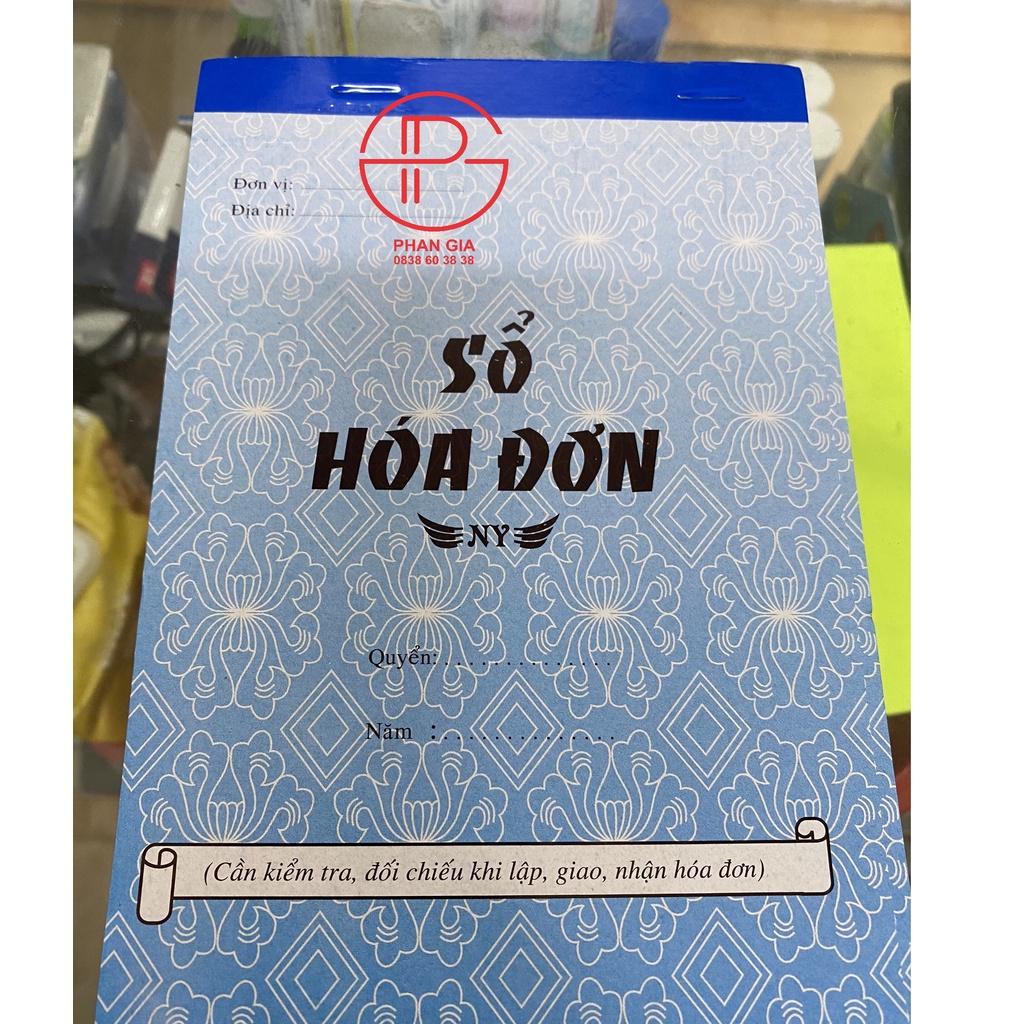 Đơn vị:
Địa chỉ:
PHAN GIA
0838 60 38 38
SỔ
HÓA ĐƠN
NY
Quyển:..............
Năm :..............
(Cần kiểm tra, đối chiếu khi lập, giao, nhận hóa đơn)